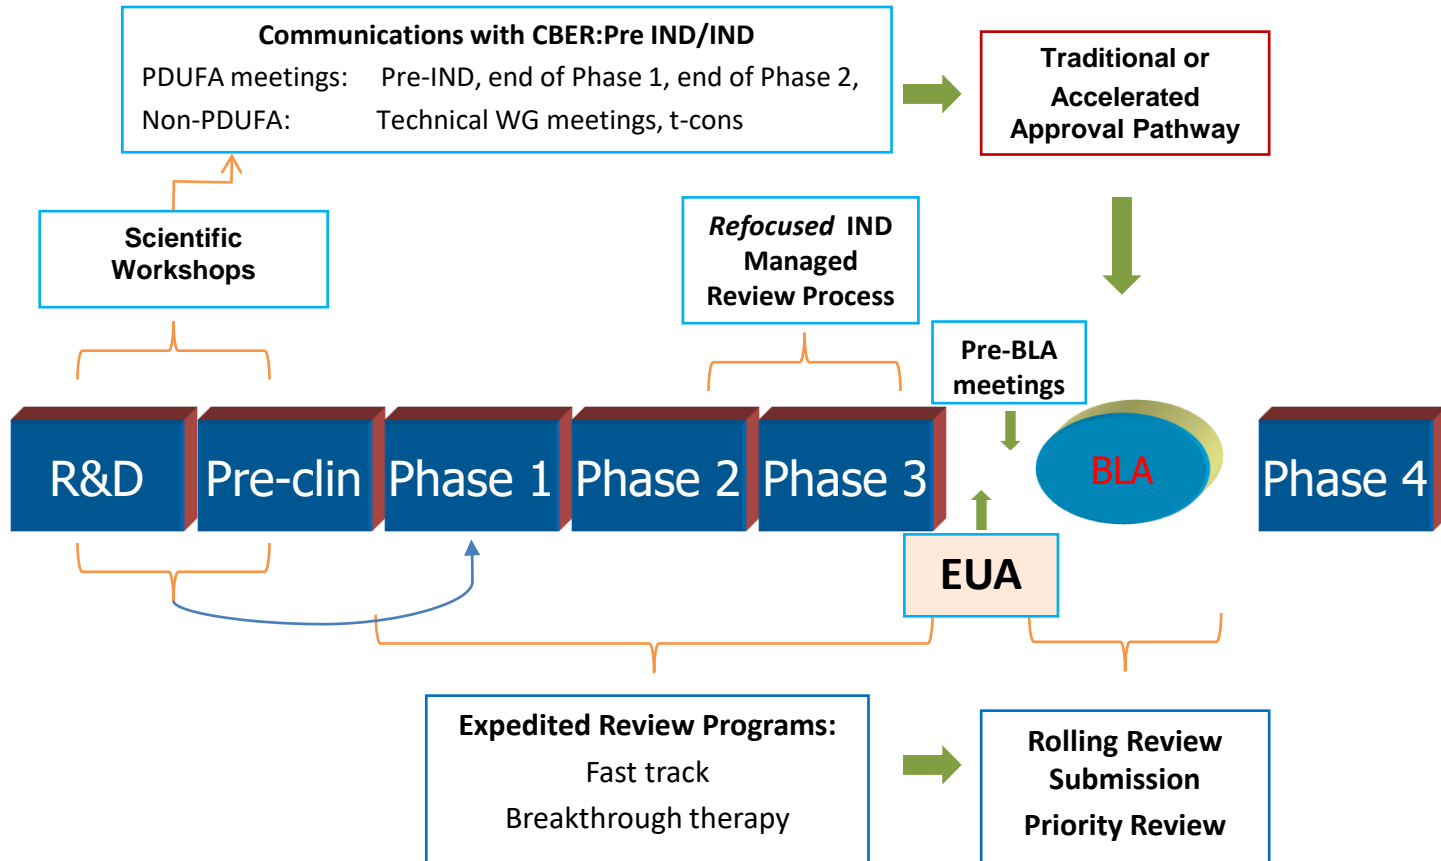 Communications with CBER:Pre IND/IND
PDUFA meetings: Pre-IND, end of Phase 1, end of Phase 2,
Non-PDUFA: Technical WG meetings, t-cons
Traditional or
Accelerated
Approval Pathway
Scientific
Workshops
Refocused IND
Managed
Review Process
Pre-BLA
meetings
R&D
Pre-clin
Phase 1
Phase 2
Phase 3
BLA
Phase 4
EUA
Expedited Review Programs:
Fast track
Breakthrough therapy
Rolling Review
Submission
Priority Review